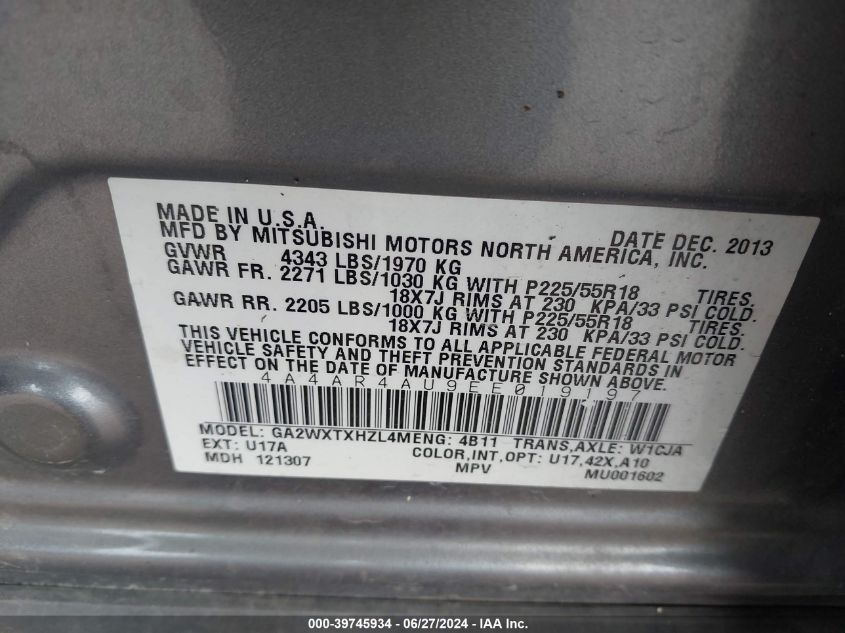 MADE IN U.S.A. DATE DEC. 2013
MFD BY MITSUBISHI MOTORS NORTH AMERICA, INC.
GVWR 4343 LBS/1970 KG
GAWR FR. 2271 LBS/1030 KG WITH P225/55R18 TIRES.
18X7J RIMS AT 230 KPA/33 PSI COLD.
GAWR RR. 2205 LBS/1000 KG WITH P225/55R18 TIRES.
18X7J RIMS AT 230 KPA/33 PSI COLD.
THIS VEHICLE CONFORMS TO ALL APPLICABLE FEDERAL MOTOR
VEHICLE SAFETY AND THEFT PREVENTION STANDARDS IN
EFFECT ON THE DATE OF MANUFACTURE SHOWN ABOVE.
4A4AR4AU9EE019197
MODEL: GA2WXTXHZL4MENG: 4B11 TRANS,AXLE: W1CJA
EXT: U17A COLOR,INT,OPT: U17,42X,A10
MDH 121307 MPV MU001602
000-39745934 / 06/27/2024 - IAA Inc.